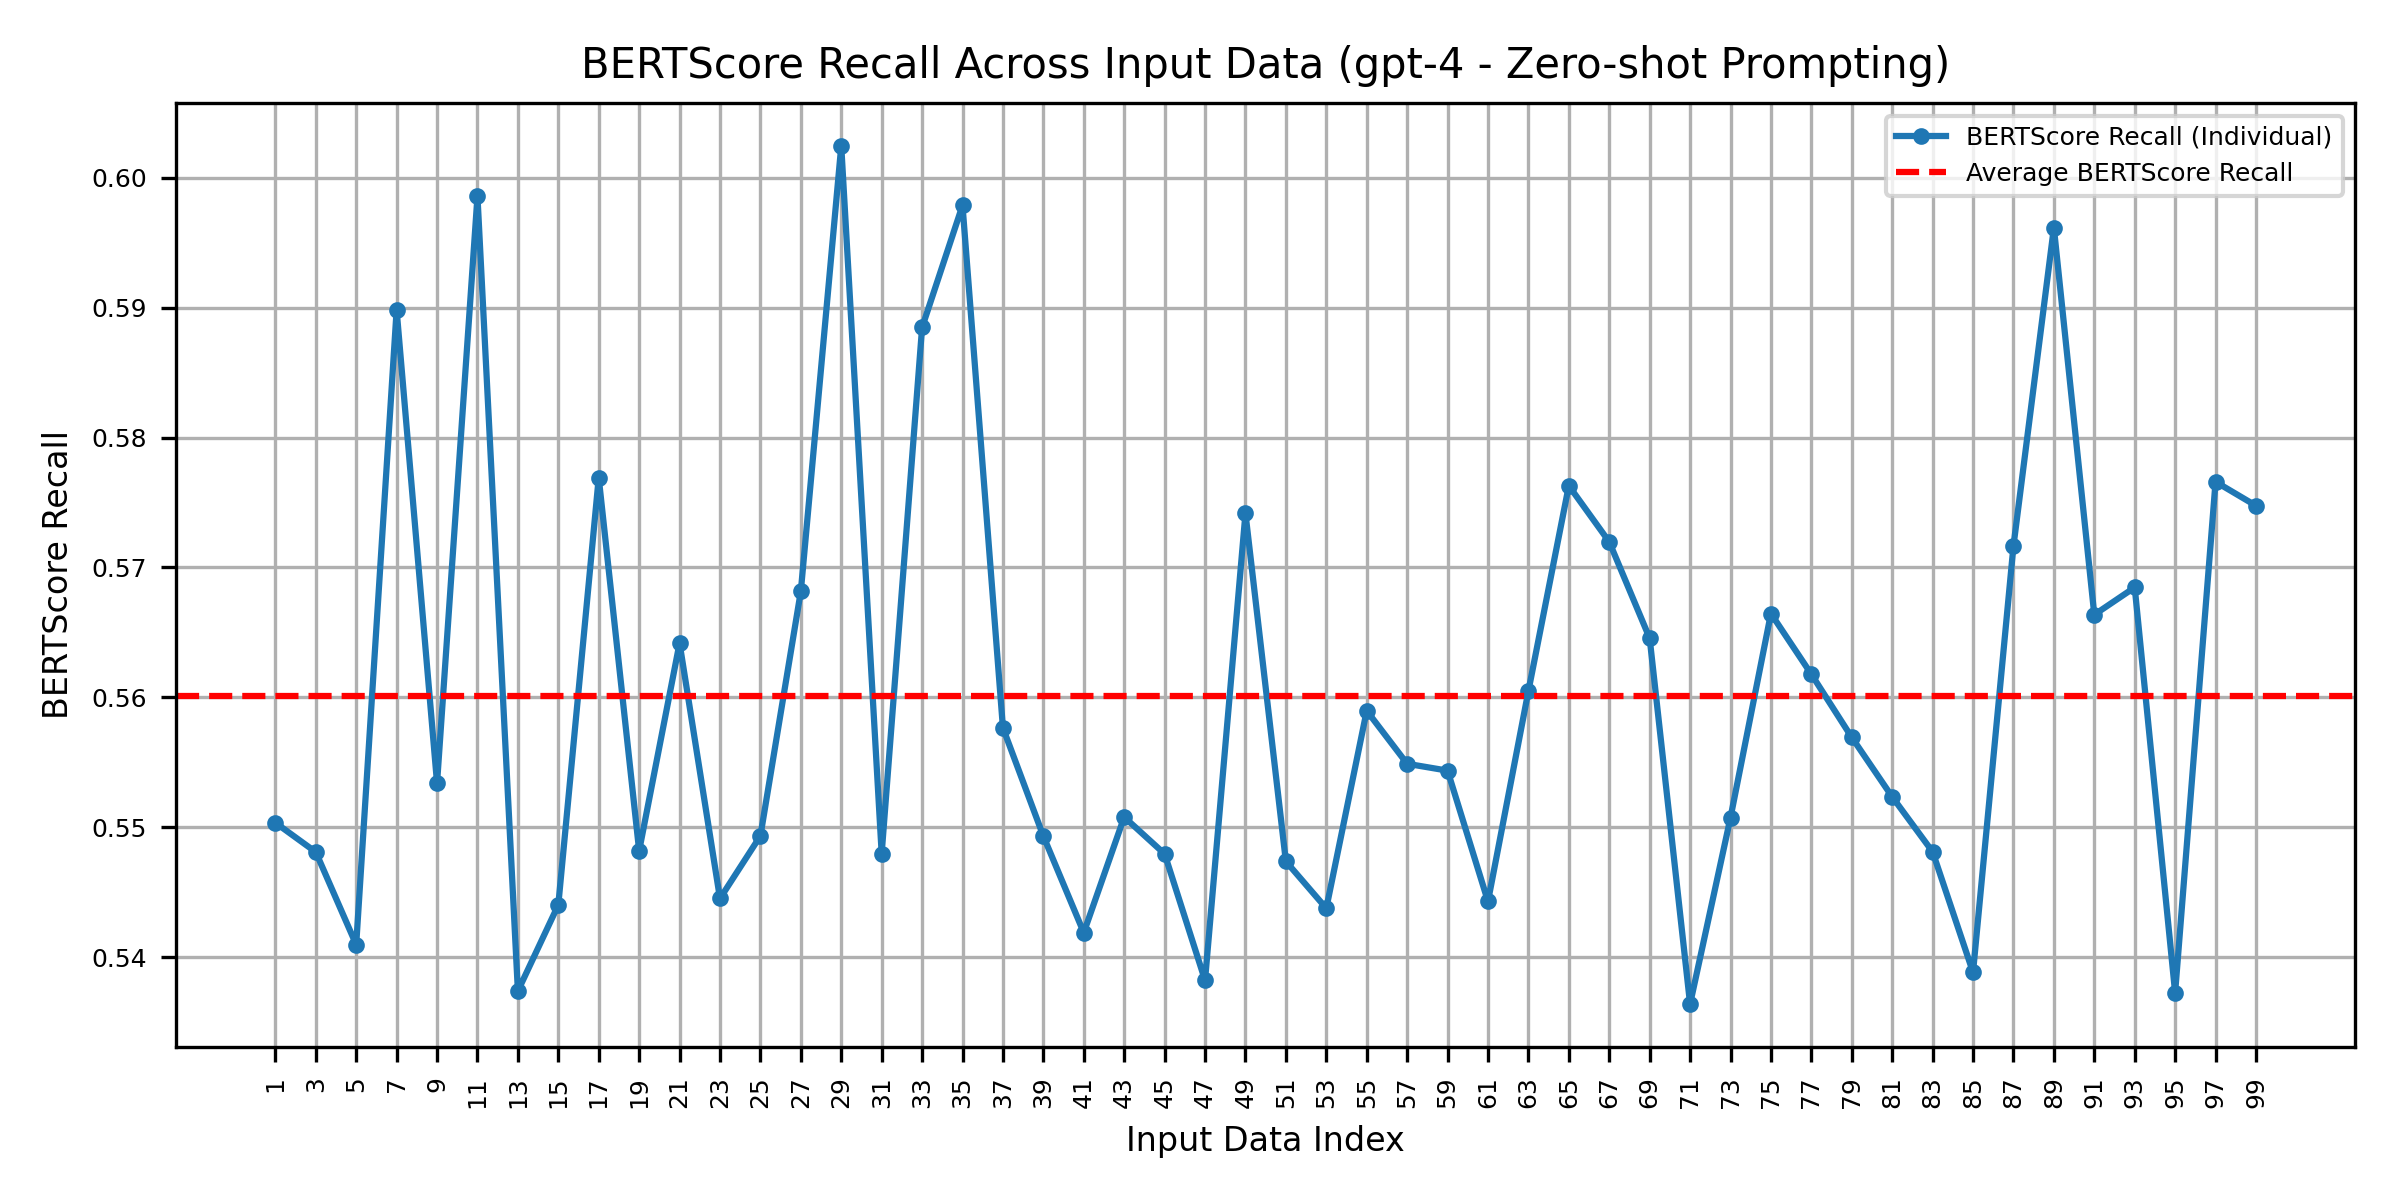 BERTScore Recall Across Input Data (gpt-4 - Zero-shot Prompting)
BERTScore Recall (Individual)
Average BERTScore Recall
BERTScore Recall
0.60
0.59
0.58
0.57
0.56
0.55
0.54
1 3 5 7 9 11 13 15 17 19 21 23 25 27 29 31 33 35 37 39 41 43 45 47 49 51 53 55 57 59 61 63 65 67 69 71 73 75 77 79 81 83 85 87 89 91 93 95 97 99
Input Data Index